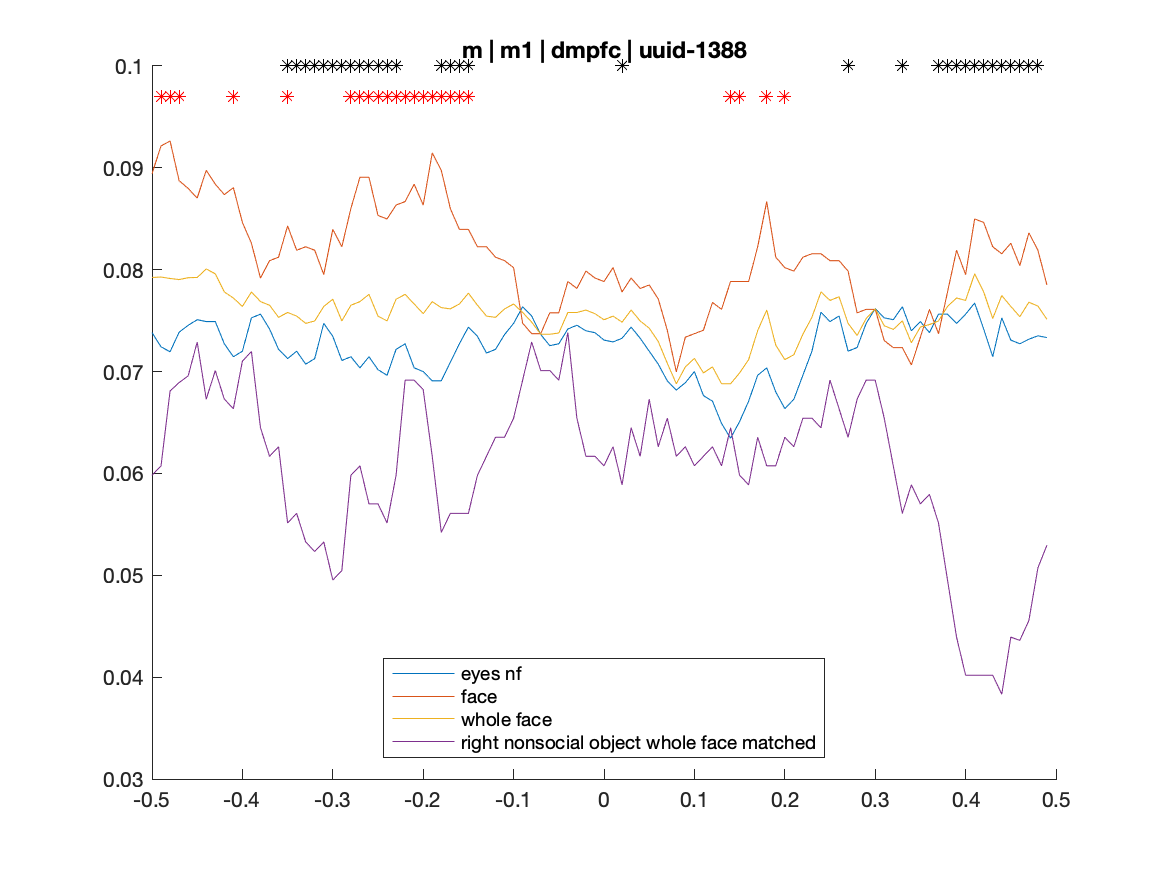 m | m1 | dmpfc | uuid-1388
0.1
0.09
0.08
0.07
0.06
0.05
0.04
0.03
eyes nf
face
whole face
right nonsocial object whole face matched
-0.5 -0.4 -0.3 -0.2 -0.1 0 0.1 0.2 0.3 0.4 0.5